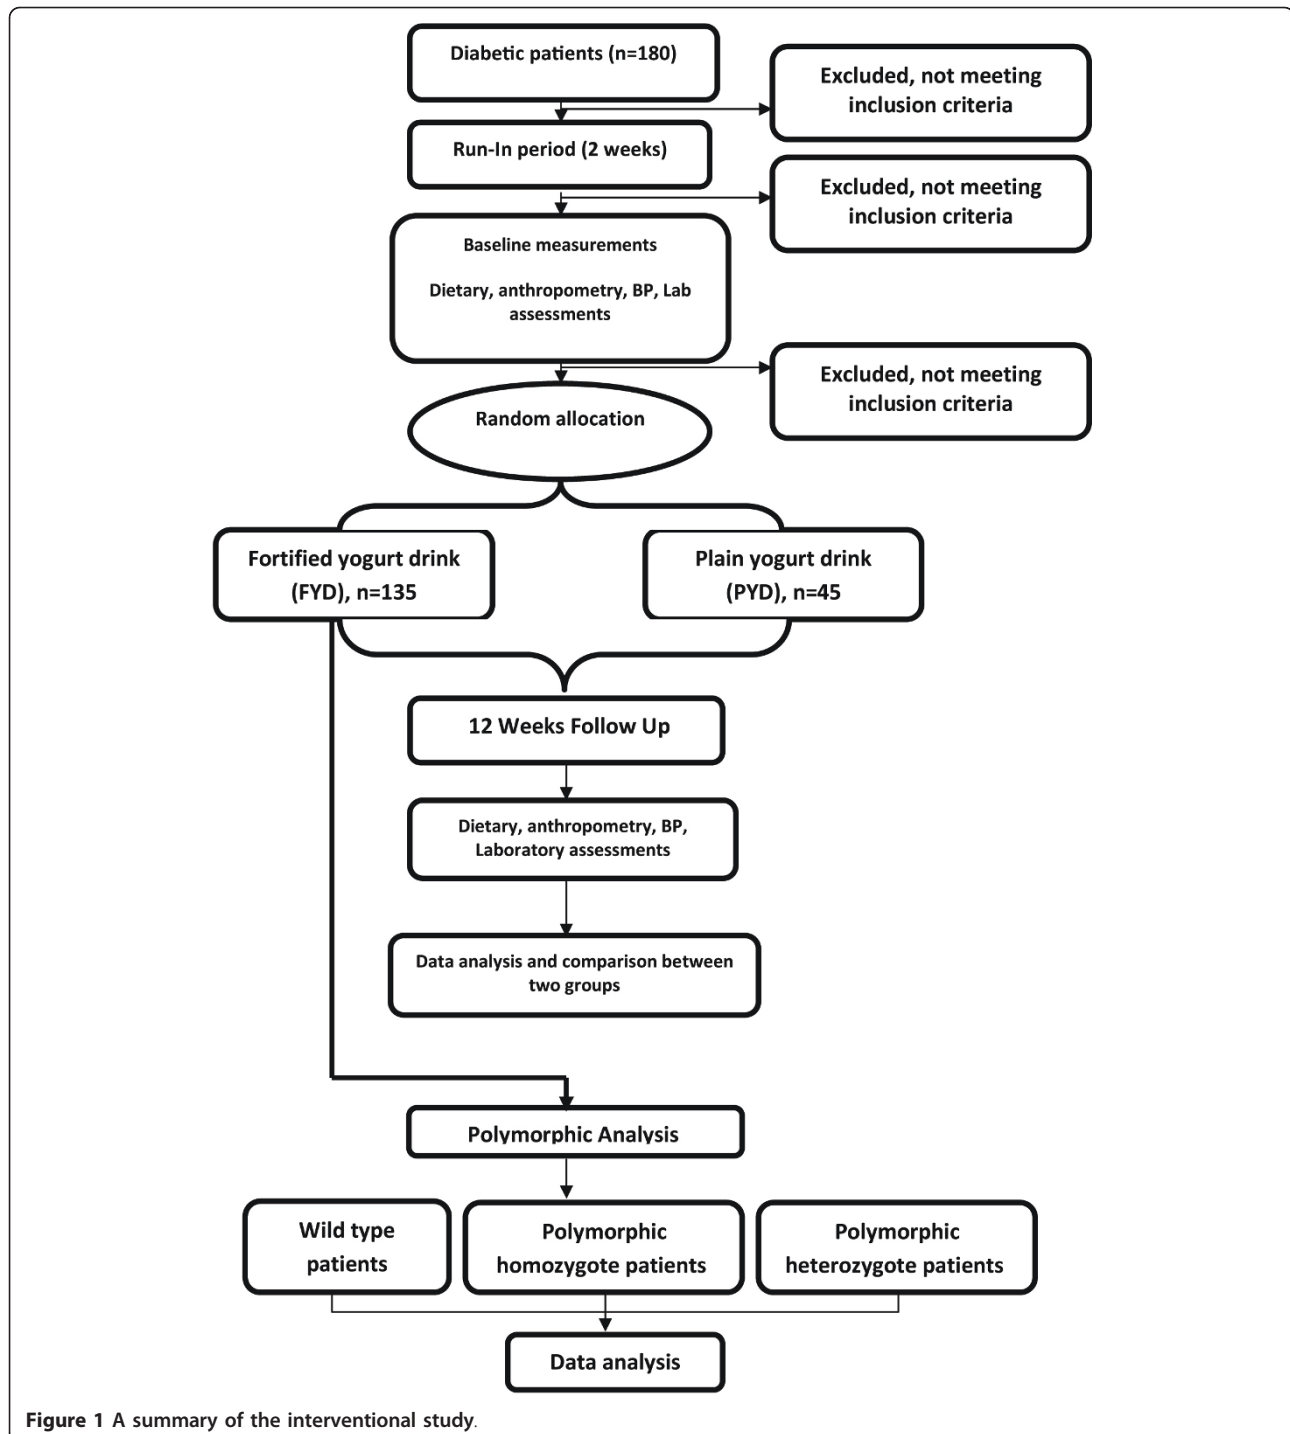 Diabetic patients (n=180)
Excluded, not meeting
inclusion criteria
Run-In period (2 weeks)
Excluded, not meeting
inclusion criteria
Baseline measurements
Dietary, anthropometry, BP, Lab
assessments
Excluded, not meeting
inclusion criteria
Random allocation
Fortified yogurt drink
(FYD), n=135
Plain yogurt drink
(PYD), n=45
12 Weeks Follow Up
Dietary, anthropometry, BP,
Laboratory assessments
Data analysis and comparison between
two groups
Polymorphic Analysis
Wild type
patients
Polymorphic
homozygote patients
Polymorphic
heterozygote patients
Data analysis
Figure 1 A summary of the interventional study.